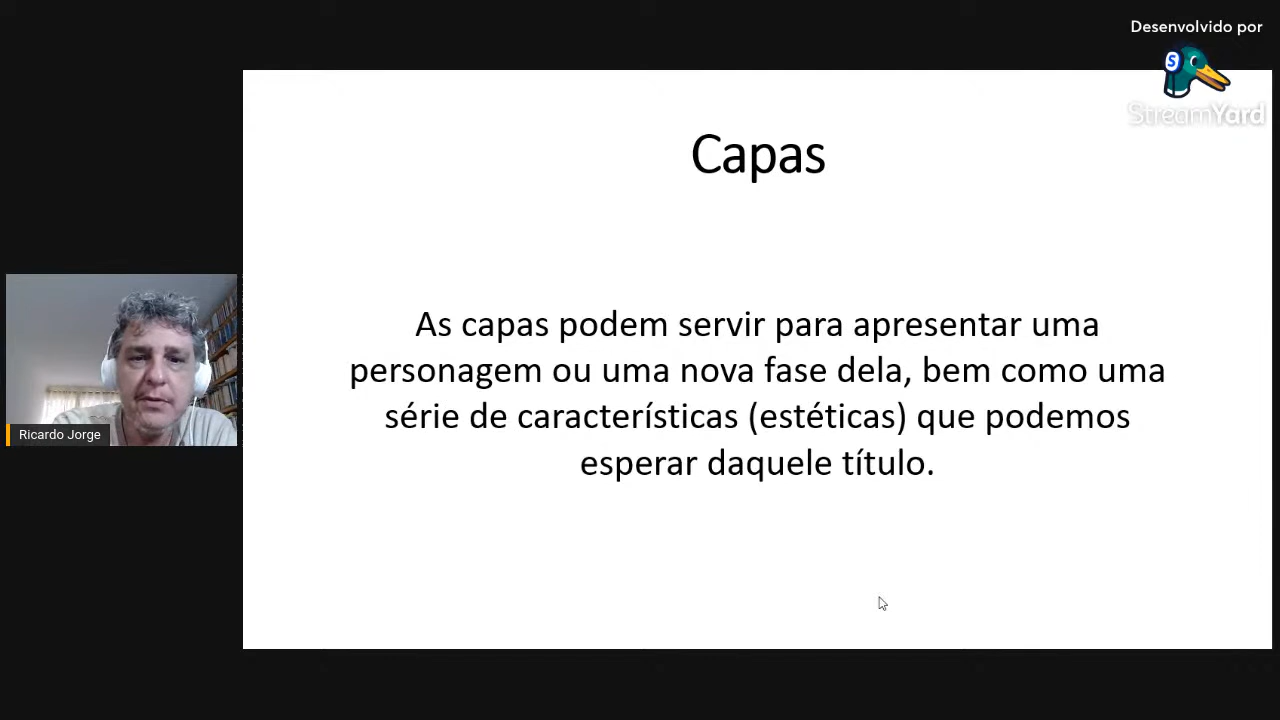 Desenvolvido por
S
StreamYard
Capas
As capas podem servir para apresentar uma
personagem ou uma nova fase dela, bem como uma
série de características (estéticas) que podemos
esperar daquele título.
Ricardo Jorge